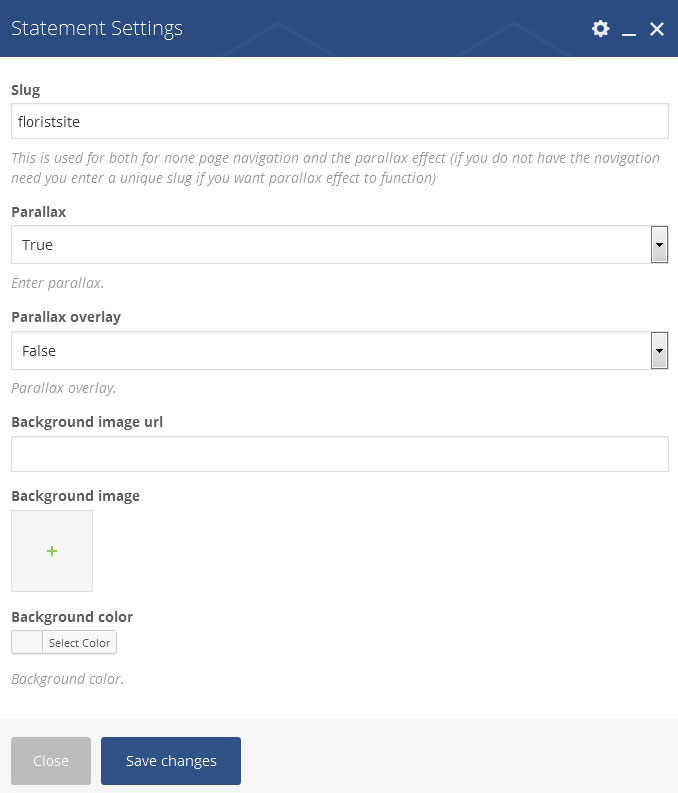 Statement Settings
Slug
floristsite
This is used for both for none page navigation and the parallax effect (if you do not have the navigation
need you enter a unique slug if you want parallax effect to function)
Parallax
True
Enter parallax.
Parallax overlay
False
Parallax overlay.
Background image url
Background image
+
Background color
Select Color
Background color.
Close
Save changes